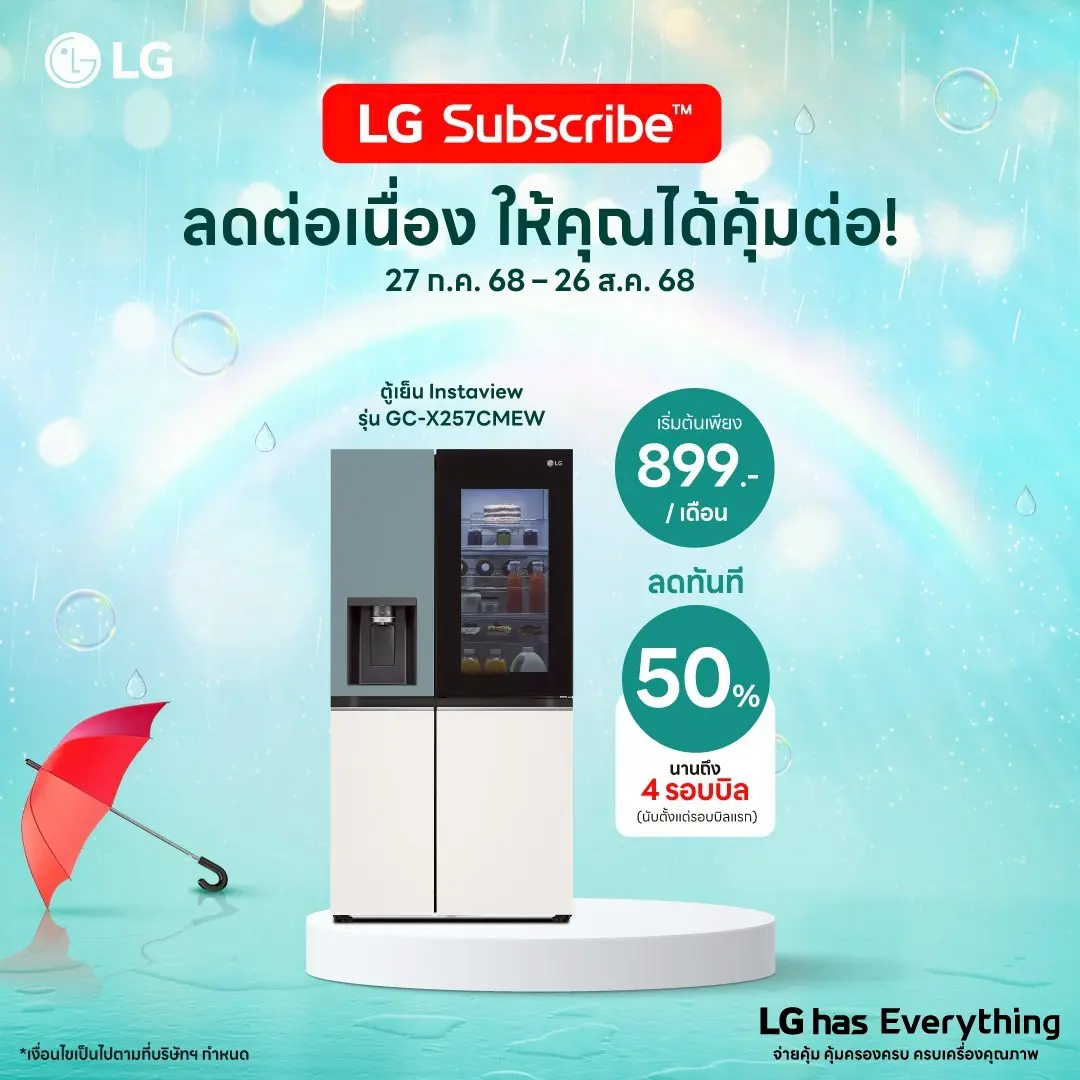 LG
LG Subscribe™
ลดต่อเนื่อง ให้คุณได้คุ้มต่อ!
27 ก.ค. 68 – 26 ส.ค. 68
ตู้เย็น Instaview
รุ่น GC-X257CMEW
LG
เริ่มต้นเพียง
899.-
/ เดือน
ลดทันที
50%
นานถึง
4 รอบบิล
(นับตั้งแต่รอบบิลแรก)
LG has Everything
จ่ายคุ้ม คุ้มครองครบ ครบเครื่องคุณภาพ
*เงื่อนไขเป็นไปตามที่บริษัทฯ กำหนด